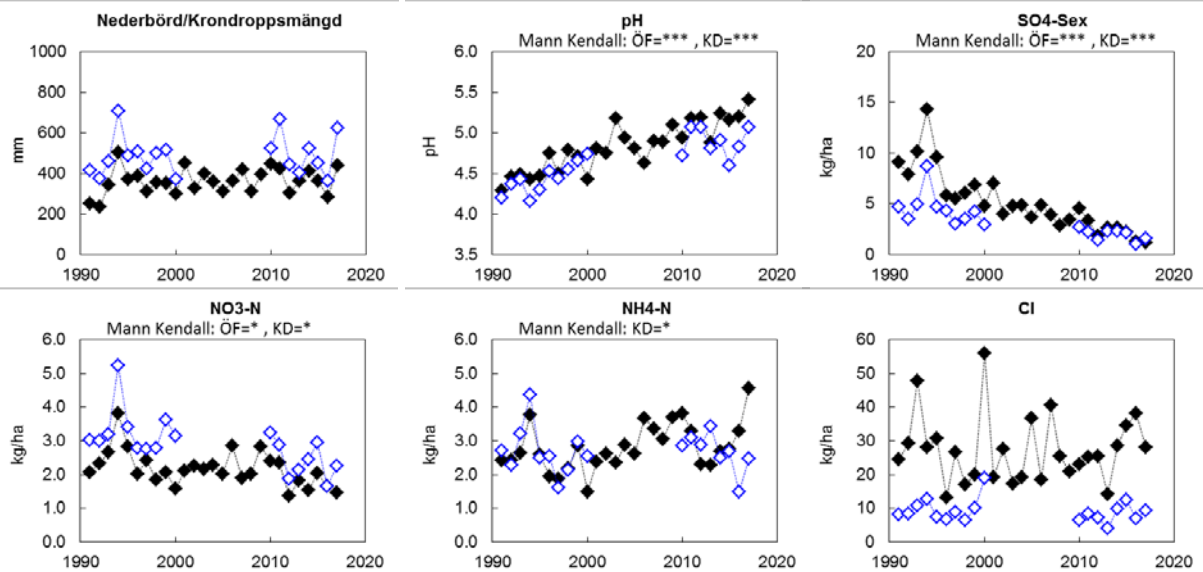 Nederbörd/Krondroppsmängd
1000
800
600
400
200
0
mm
1990 2000 2010 2020
pH
Mann Kendall: ÖF=*** , KD=***
6.0
5.5
5.0
4.5
4.0
3.5
pH
1990 2000 2010 2020
SO4-Sex
Mann Kendall: ÖF=*** , KD=***
20
15
10
5
0
kg/ha
1990 2000 2010 2020
NO3-N
Mann Kendall: ÖF=* , KD=*
6.0
5.0
4.0
3.0
2.0
1.0
0.0
kg/ha
1990 2000 2010 2020
NH4-N
Mann Kendall: KD=*
6.0
5.0
4.0
3.0
2.0
1.0
0.0
kg/ha
1990 2000 2010 2020
Cl
60
50
40
30
20
10
0
kg/ha
1990 2000 2010 2020